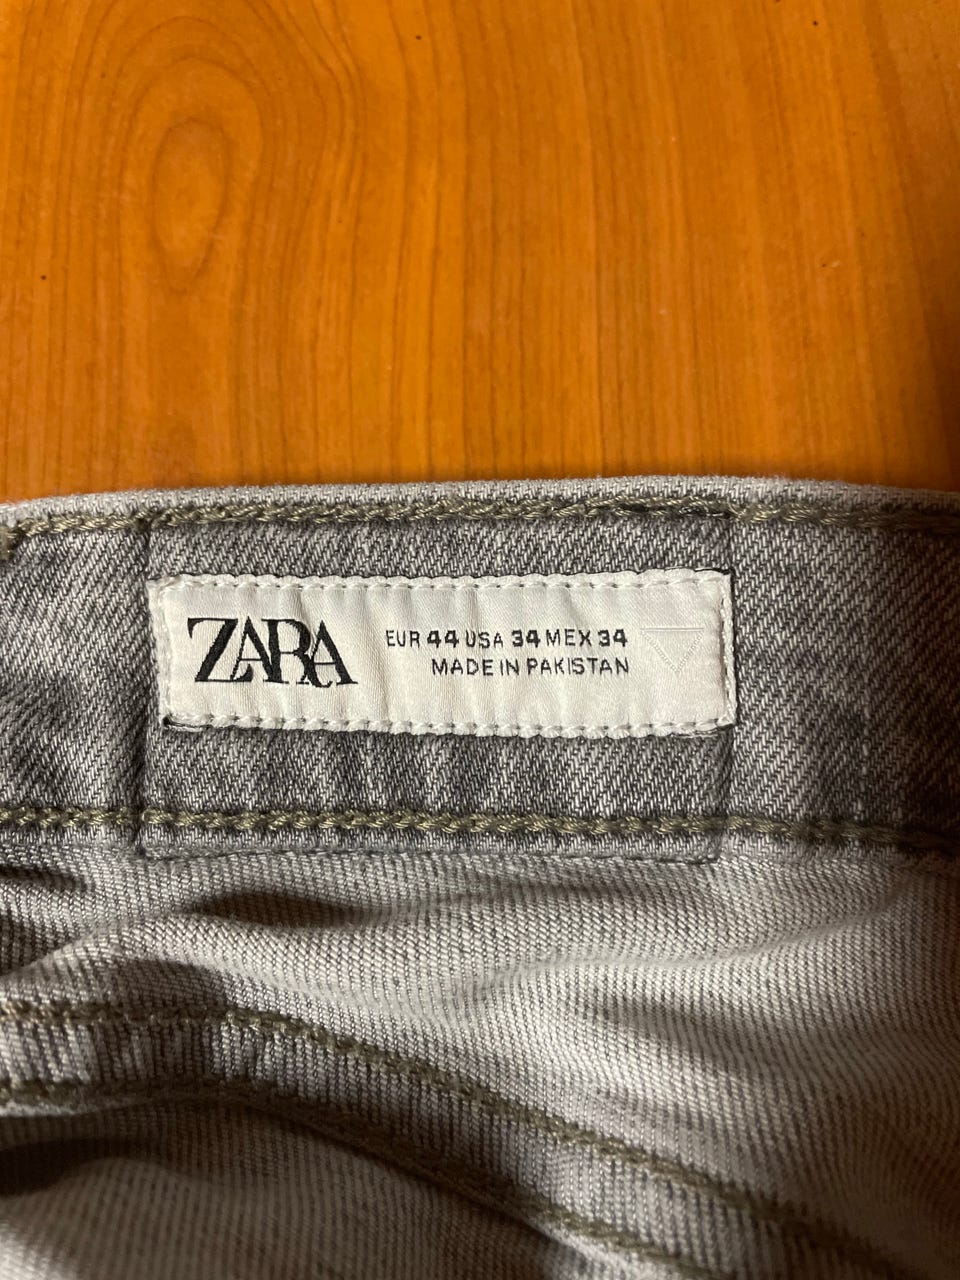 ZARA
EUR 44 USA 34 MEX 34
MADE IN PAKISTAN